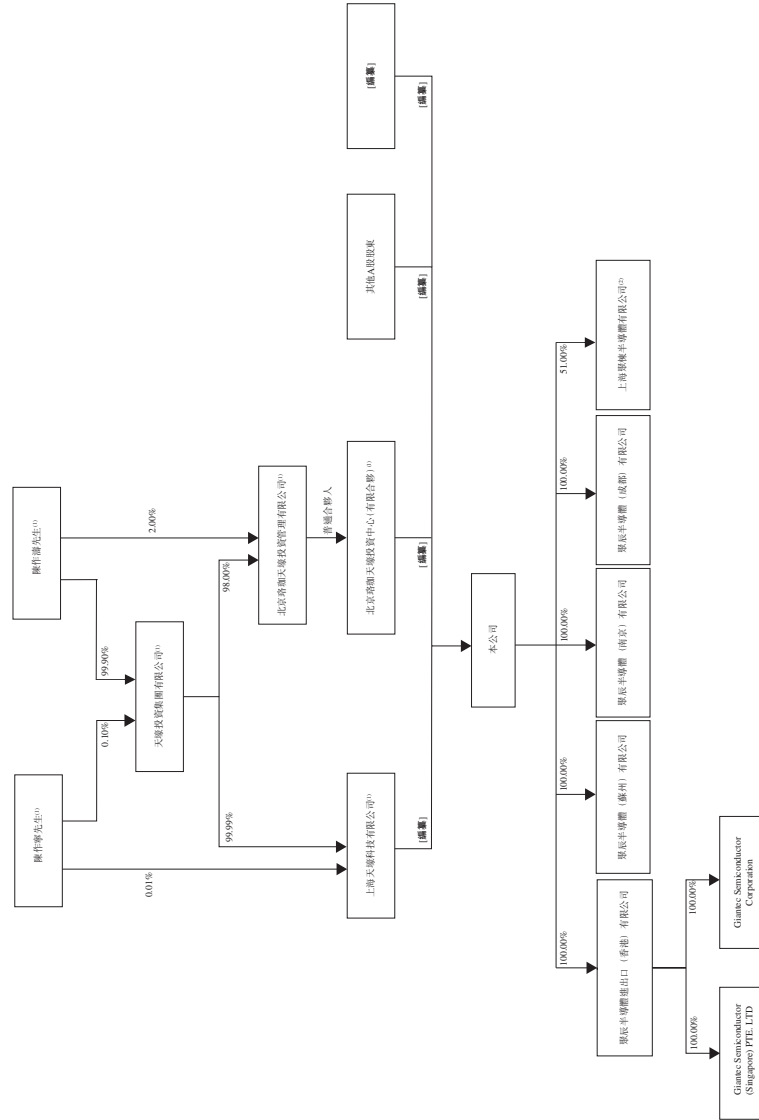 陳作寧先生⁽¹⁾
陳作濤先生⁽¹⁾
0.10%
99.90%
天壕投資集團有限公司⁽¹⁾
0.01%
99.99%
98.00%
2.00%
北京珞珈天壕投資管理有限公司⁽¹⁾
普通合夥人
上海天壕科技有限公司⁽¹⁾
北京珞珈天壕投資中心(有限合夥)⁽¹⁾
其他A股股東
[編纂]
[編纂]
[編纂]
[編纂]
[編纂]
本公司
100.00%
100.00%
100.00%
100.00%
51.00%
聚辰半導體進出口（香港）有限公司
聚辰半導體（蘇州）有限公司
聚辰半導體（南京）有限公司
聚辰半導體（成都）有限公司
上海聚棟半導體有限公司⁽²⁾
100.00%
100.00%
Giantec Semiconductor
(Singapore) PTE. LTD
Giantec Semiconductor
Corporation